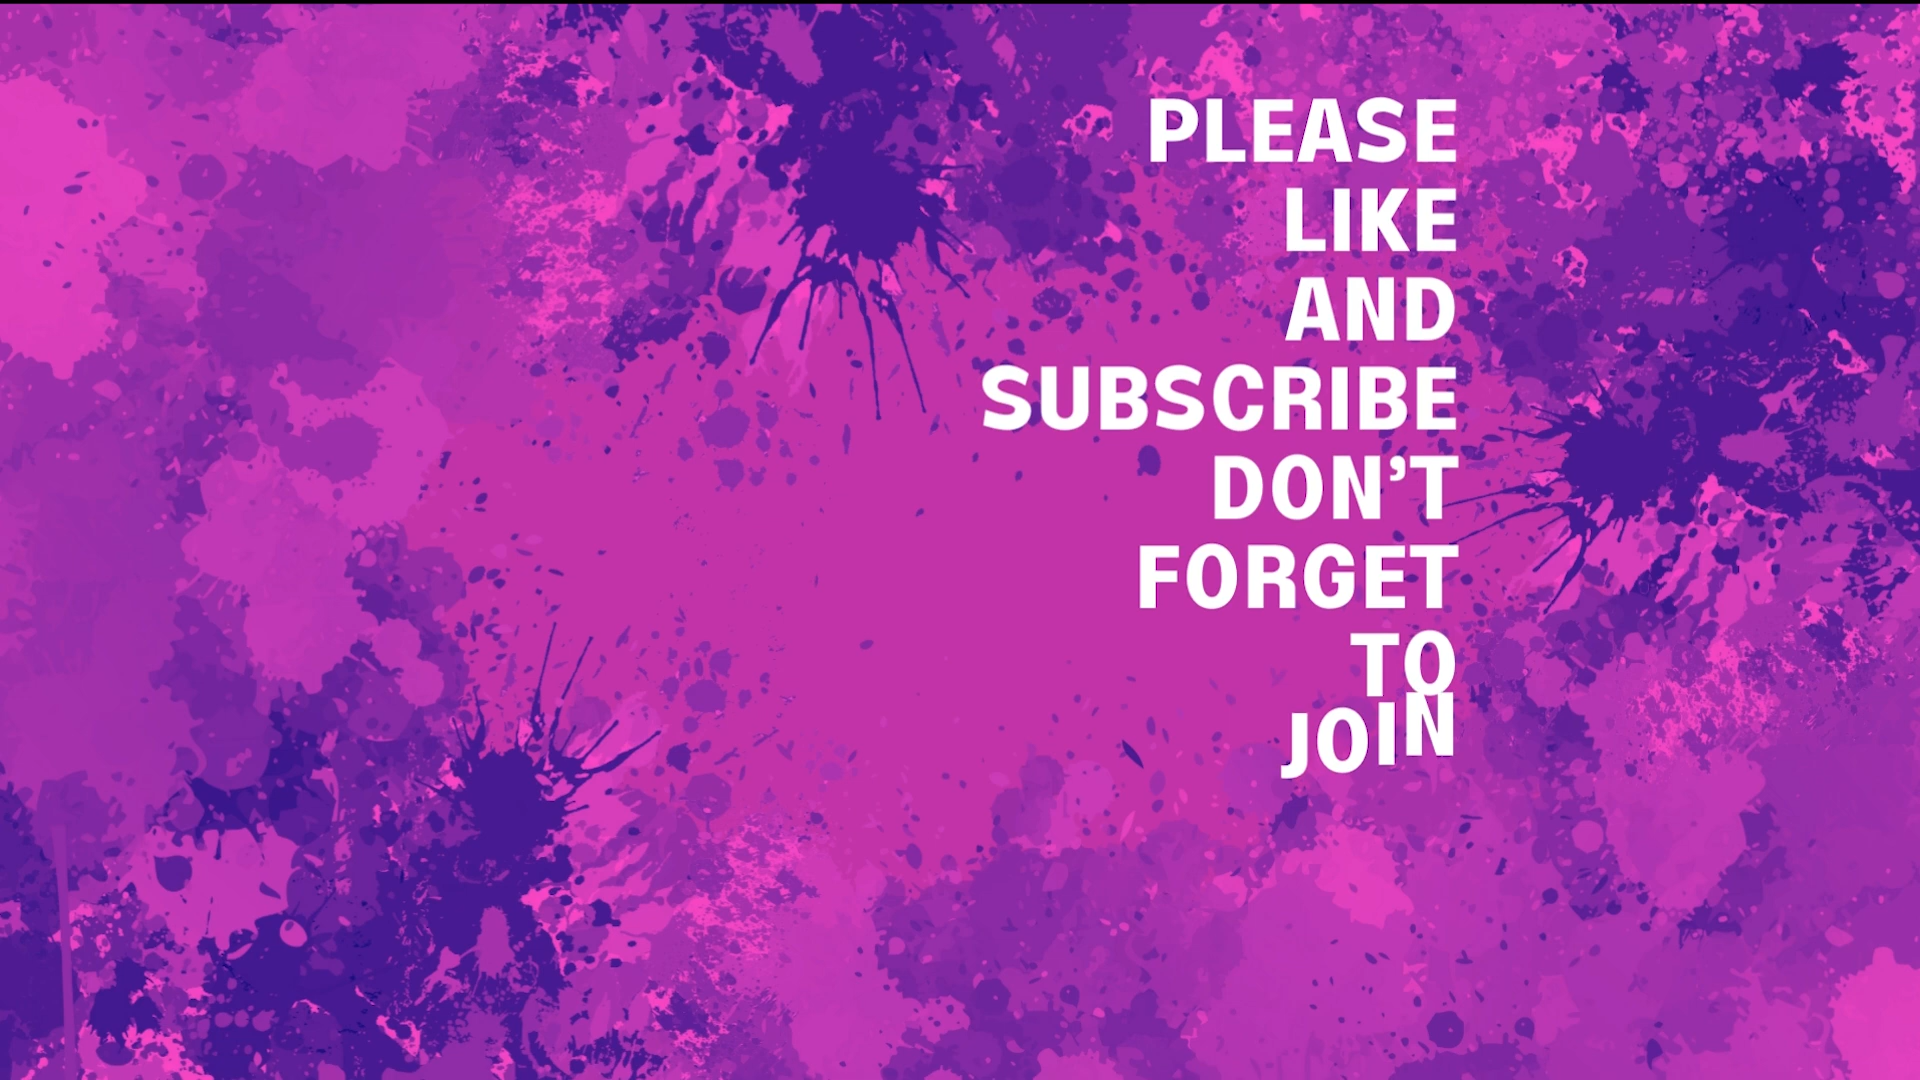 PLEASE
LIKE
AND
SUBSCRIBE
DON’T
FORGET
TO
JOIN